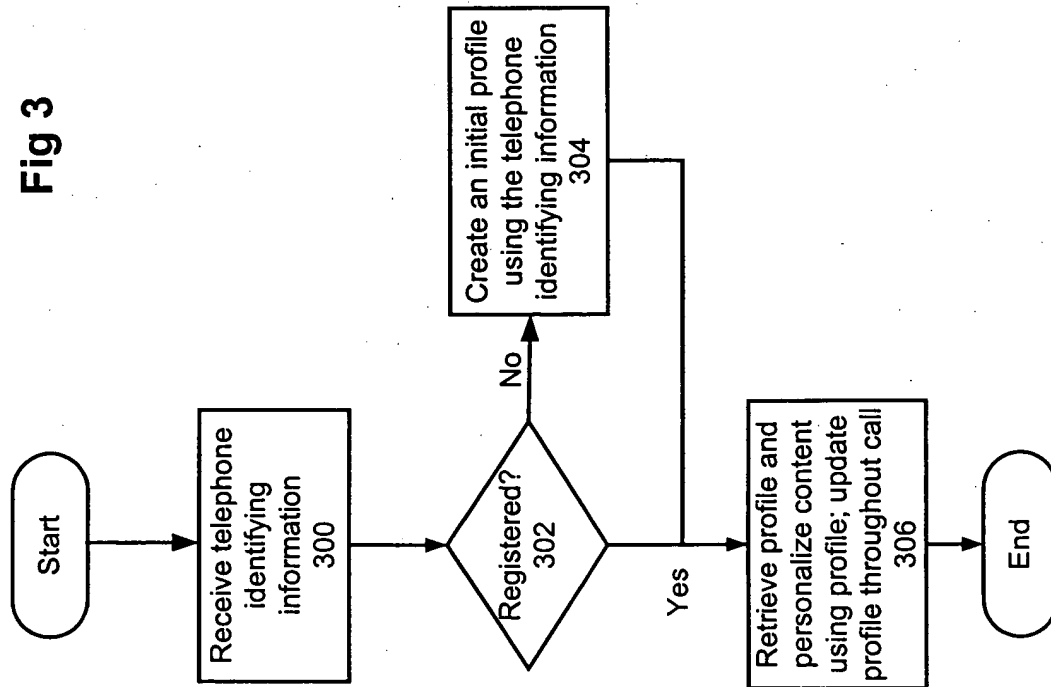 Fig 3
Start
Receive telephone
identifying
information
300
Registered?
302
No
Create an initial profile
using the telephone
identifying information
304
Yes
Retrieve profile and
personalize content
using profile; update
profile throughout call
306
End